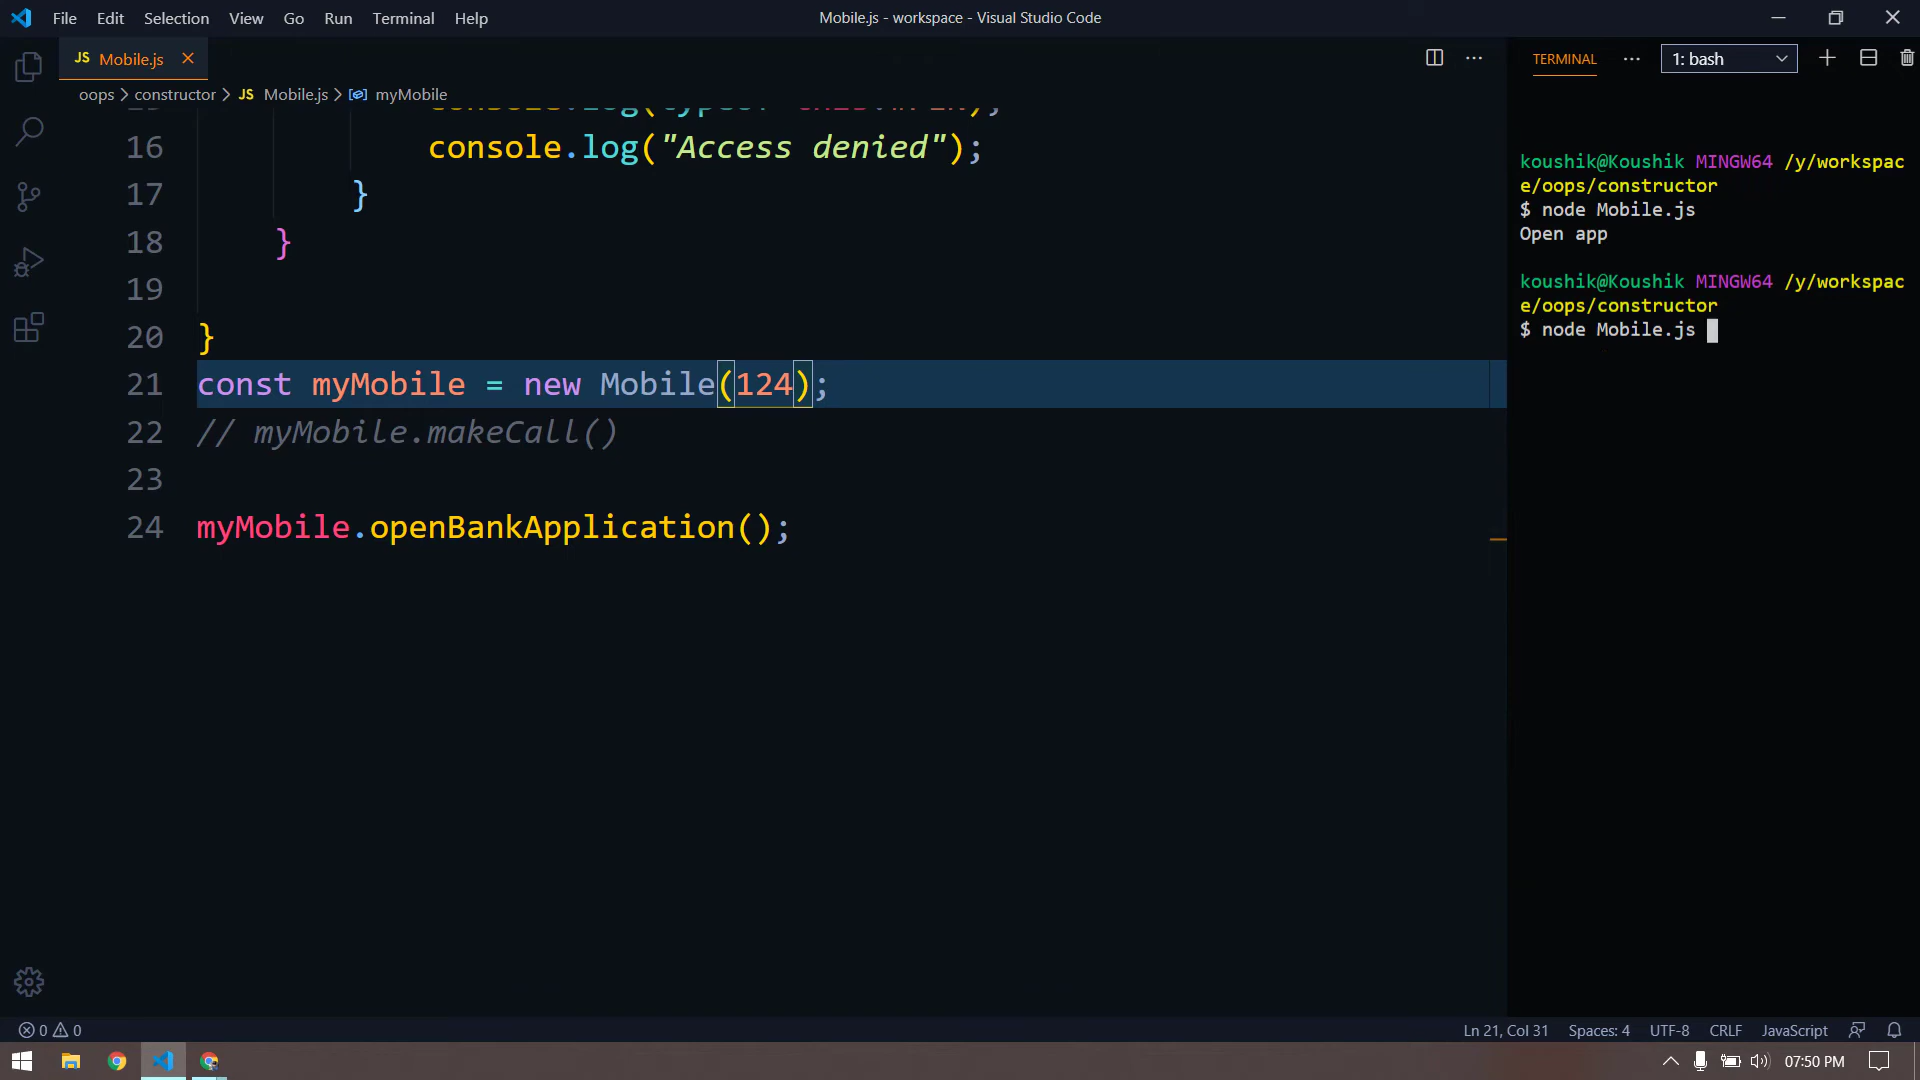 File Edit Selection View Go Run Terminal Help
Mobile.js - workspace - Visual Studio Code
JS Mobile.js
oops > constructor > JS Mobile.js > myMobile
16 console.log("Access denied");
17 }
18 }
19
20 }
21 const myMobile = new Mobile(124);
22 // myMobile.makeCall()
23
24 myMobile.openBankApplication();
TERMINAL ··· 1: bash
koushik@Koushik MINGW64 /y/workspac
e/oops/constructor
$ node Mobile.js
Open app
koushik@Koushik MINGW64 /y/workspac
e/oops/constructor
$ node Mobile.js
0 0
Ln 21, Col 31 Spaces: 4 UTF-8 CRLF JavaScript
07:50 PM